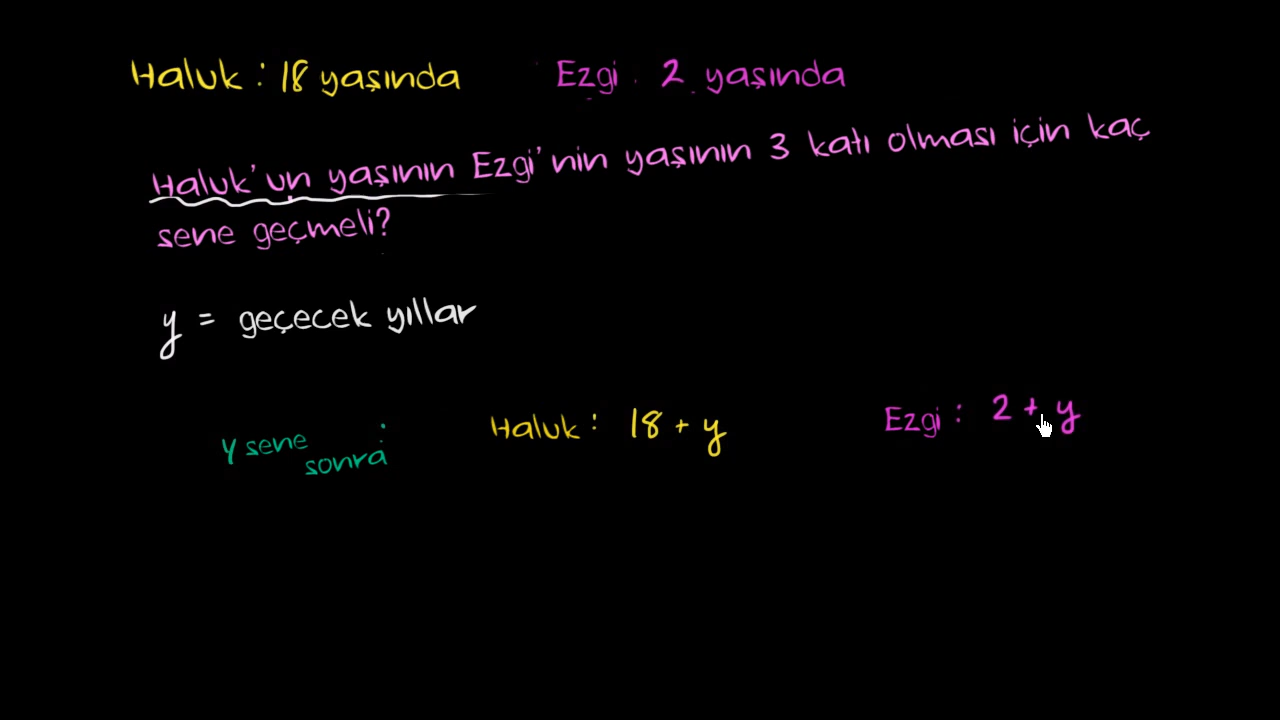 Haluk : 18 yaşında Ezgi . 2 yaşında
Haluk'un yaşının Ezgi'nin yaşının 3 katı olması için kaç
sene geçmeli?
y = geçecek yıllar
y sene sonra : Haluk : 18 + y Ezgi : 2 + y